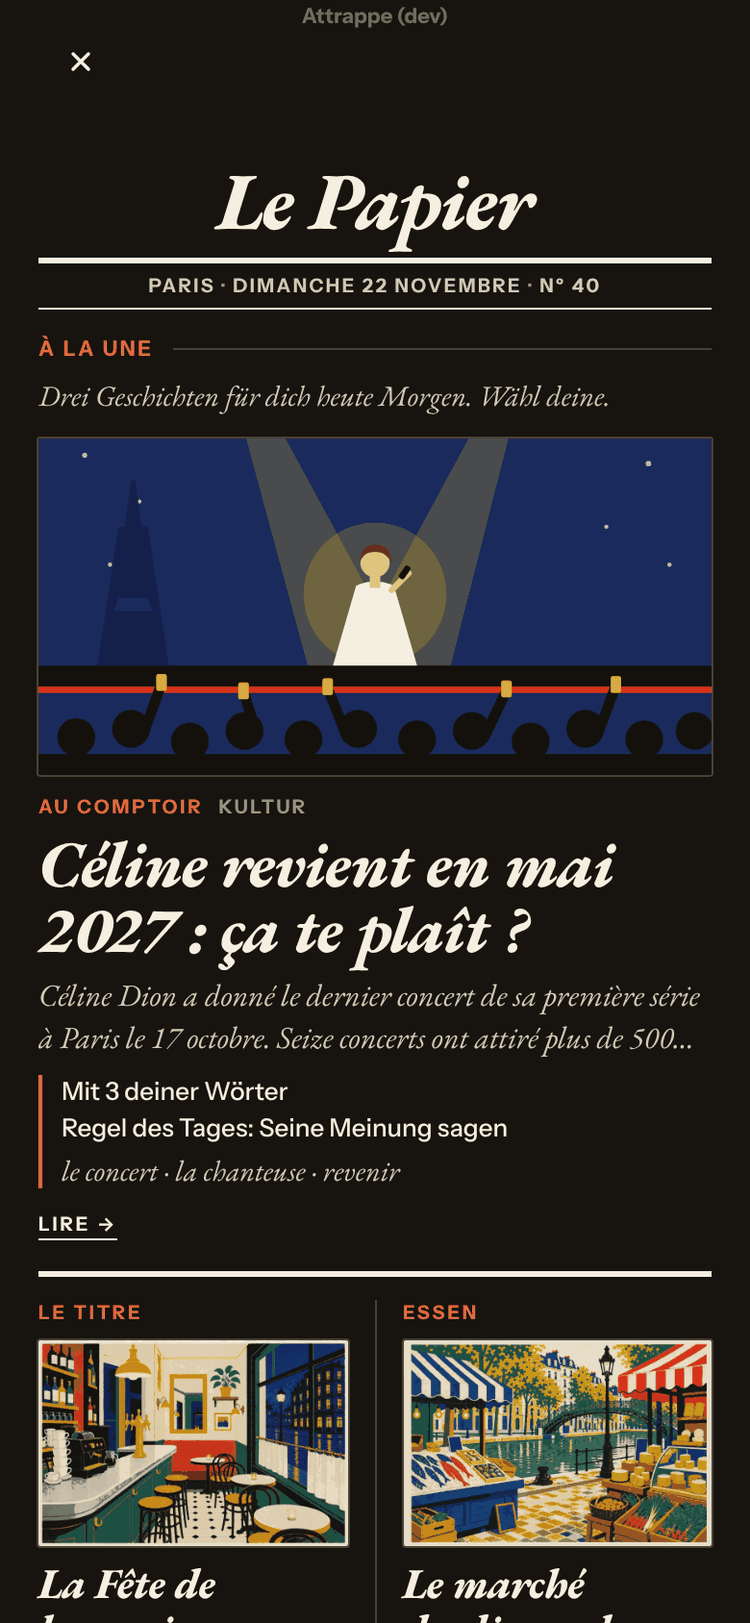 Attrappe (dev)
Le Papier
PARIS · DIMANCHE 22 NOVEMBRE · N° 40
À LA UNE
Drei Geschichten für dich heute Morgen. Wähl deine.
AU COMPTOIR KULTUR
Céline revient en mai
2027 : ça te plaît ?
Céline Dion a donné le dernier concert de sa première série
à Paris le 17 octobre. Seize concerts ont attiré plus de 500…
Mit 3 deiner Wörter
Regel des Tages: Seine Meinung sagen
le concert · la chanteuse · revenir
LIRE →
LE TITRE
La Fête de
ESSEN
Le marché